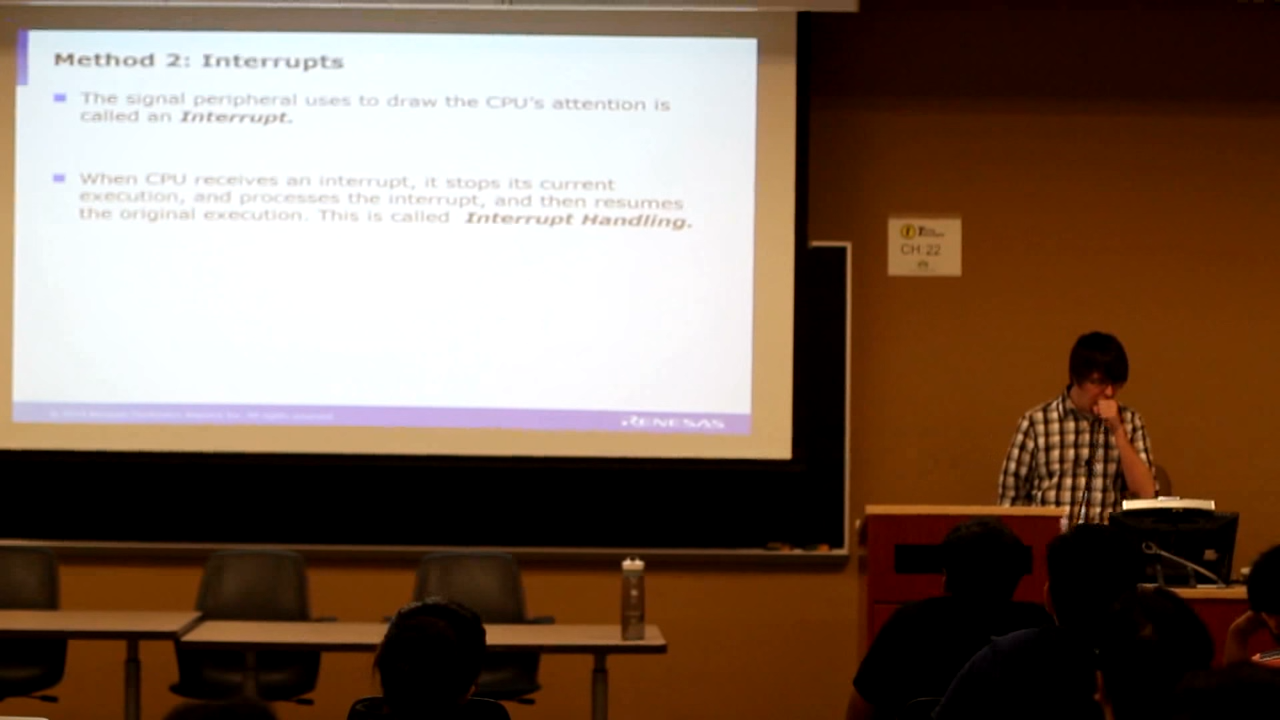 Method 2: Interrupts
The signal peripheral uses to draw the CPU's attention is
called an Interrupt.
When CPU receives an interrupt, it stops its current
execution, and processes the interrupt, and then resumes
the original execution. This is called Interrupt Handling.
RENESAS
CH 22